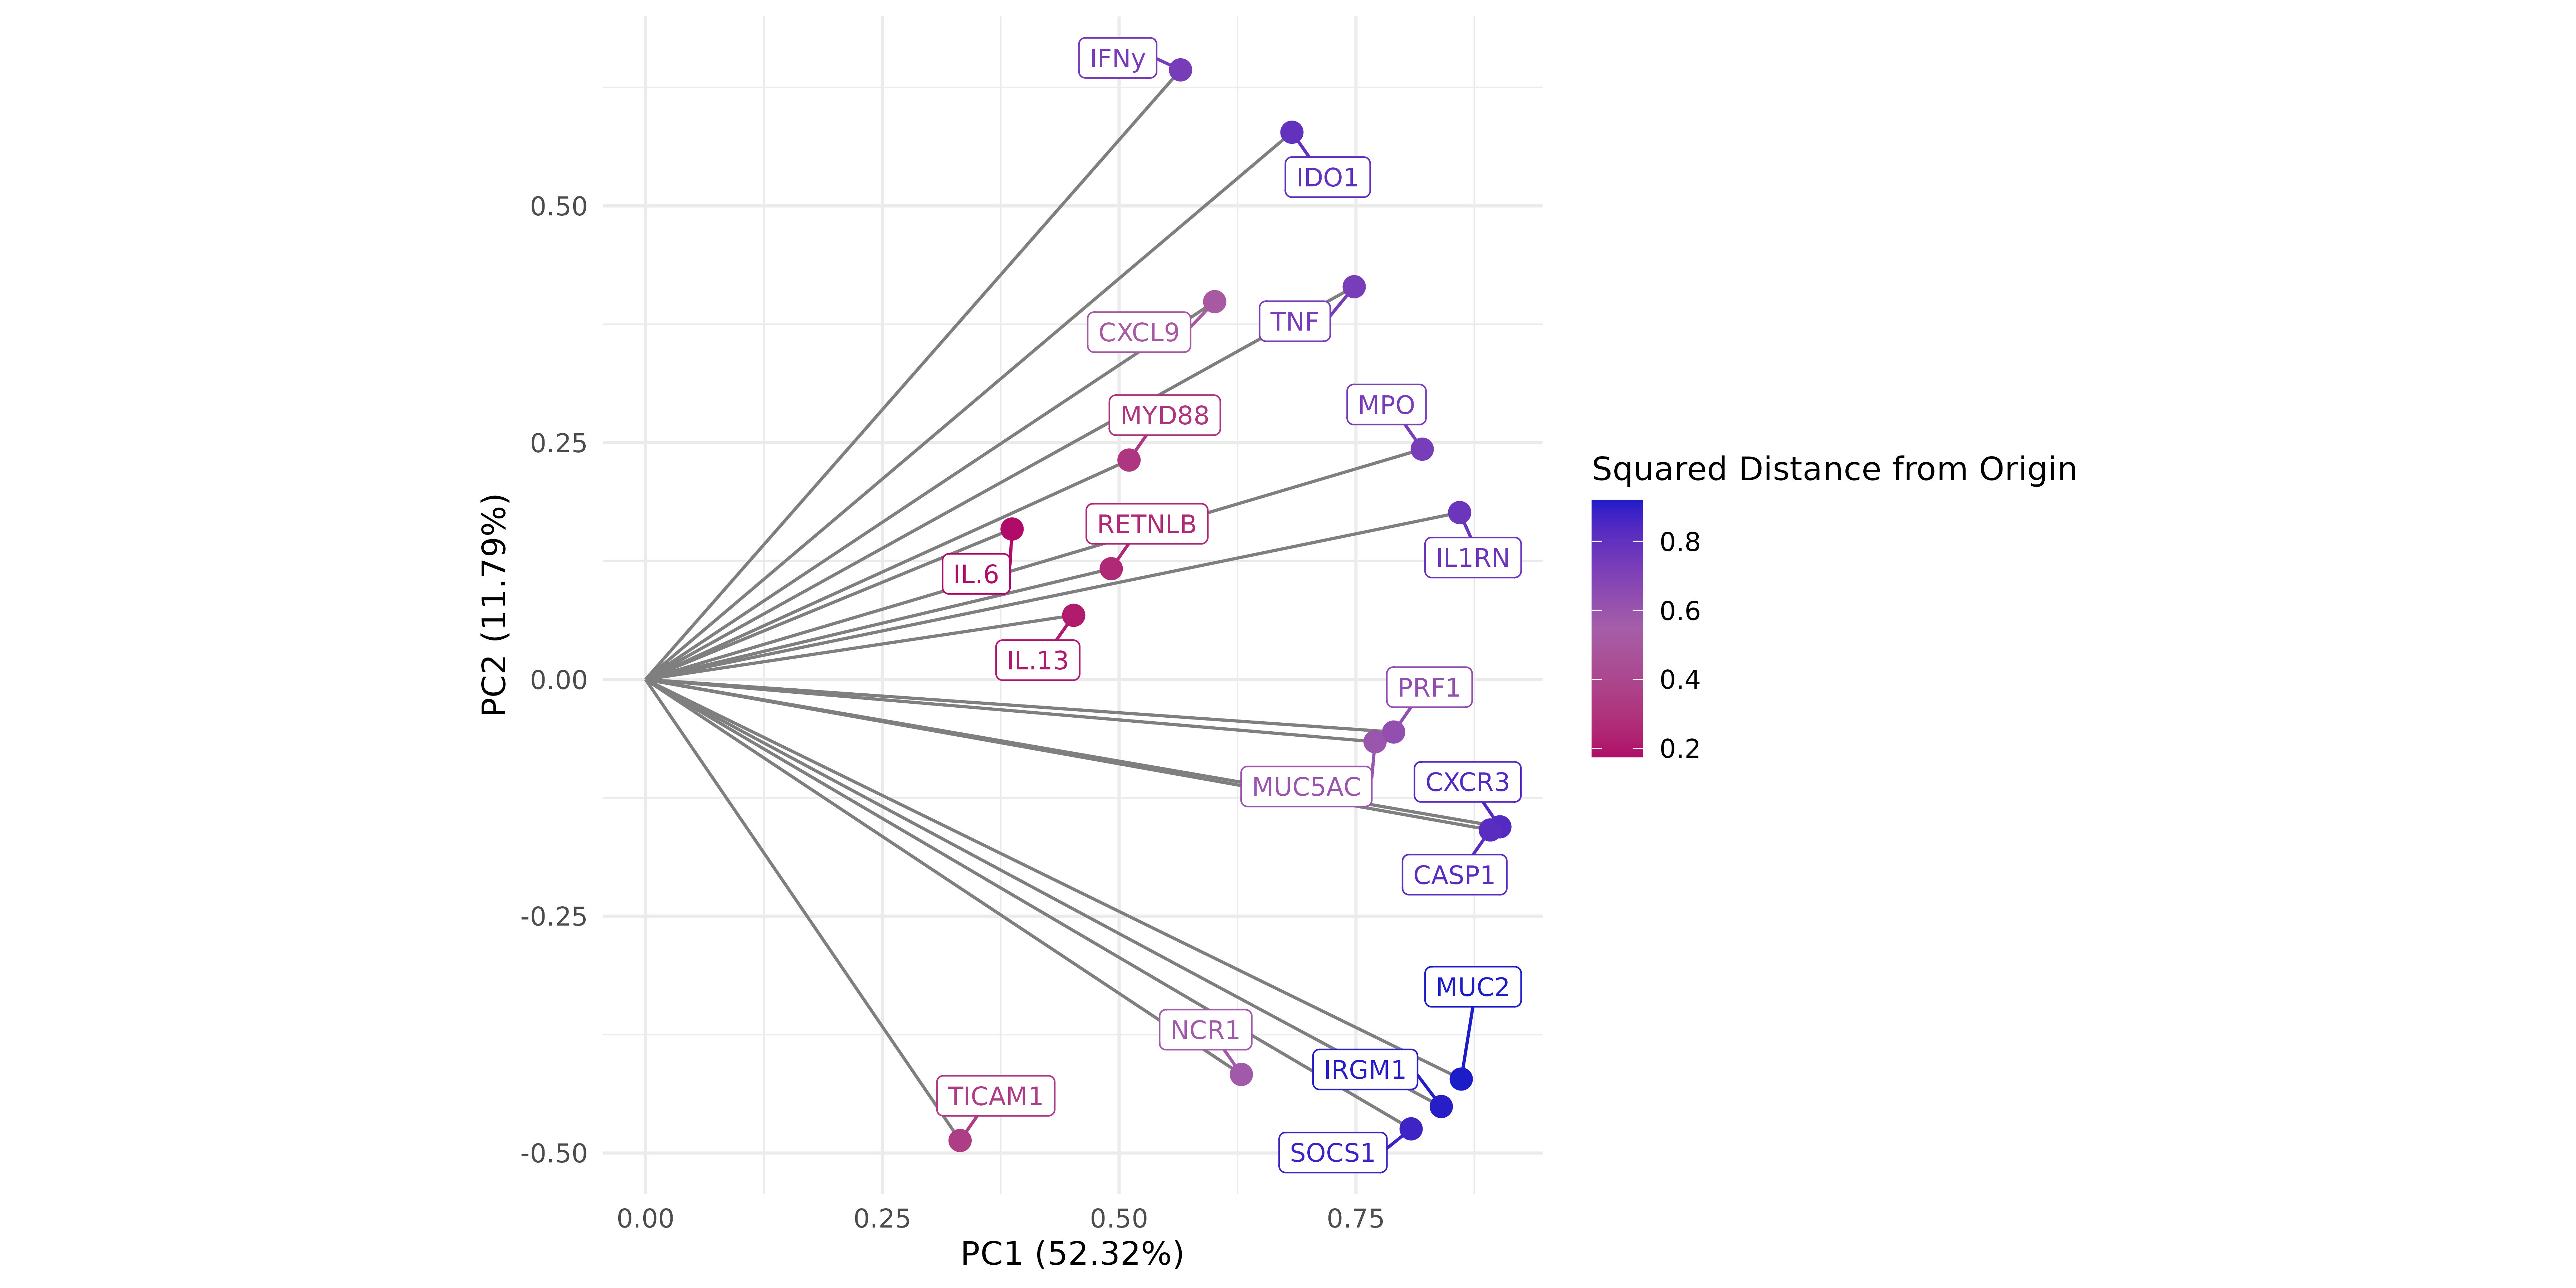 IFNy
IDO1
0.50
CXCL9
TNF
MYD88
MPO
0.25
RETNLB
IL.6
IL1RN
IL.13
PC2 (11.79%)
0.00
PRF1
MUC5AC
CXCR3
CASP1
-0.25
MUC2
NCR1
IRGM1
TICAM1
SOCS1
-0.50
0.00 0.25 0.50 0.75
PC1 (52.32%)
Squared Distance from Origin
0.8
0.6
0.4
0.2